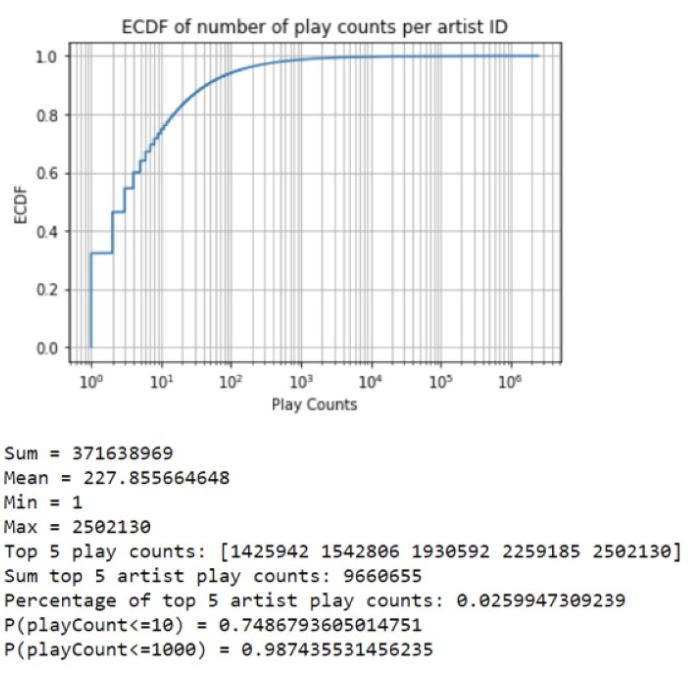 ECDF of number of play counts per artist ID
1.0
0.8
0.6
0.4
0.2
0.0
ECDF
10⁰ 10¹ 10² 10³ 10⁴ 10⁵ 10⁶
Play Counts
Sum = 371638969
Mean = 227.855664648
Min = 1
Max = 2502130
Top 5 play counts: [1425942 1542806 1930592 2259185 2502130]
Sum top 5 artist play counts: 9660655
Percentage of top 5 artist play counts: 0.0259947309239
P(playCount<=10) = 0.7486793605014751
P(playCount<=1000) = 0.987435531456235